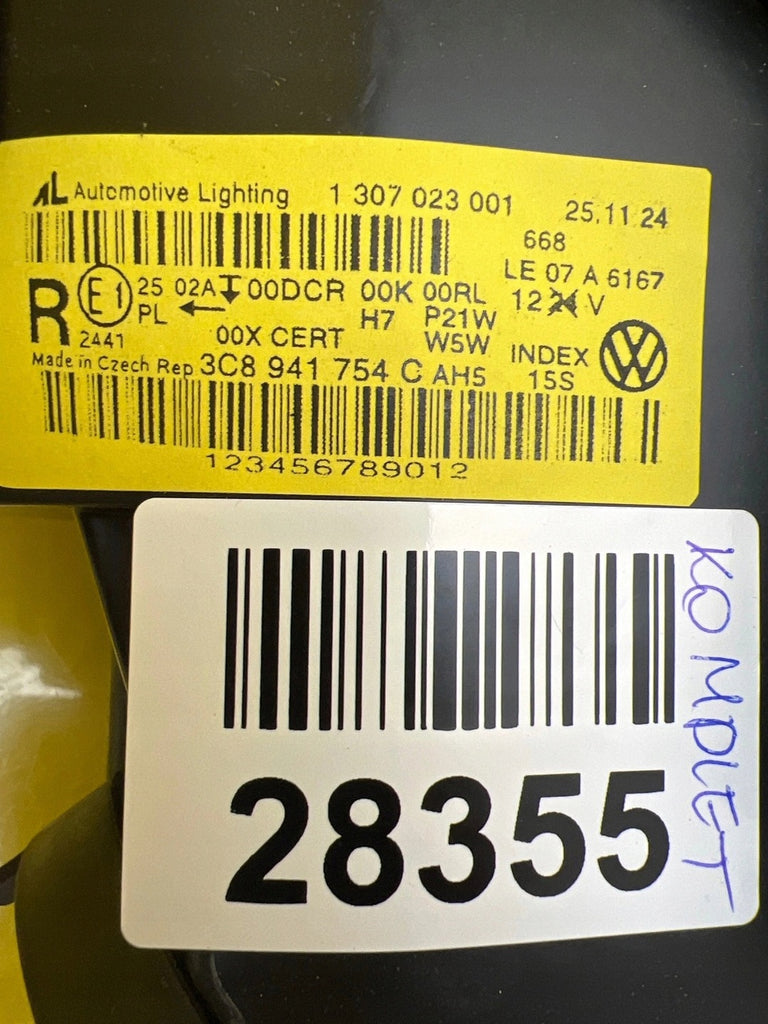 AL Automotive Lighting 1 307 023 001 25.11.24
668
LE 07 A 6167
R E1 25 02A 00DCR 00K 00RL 12 24 V
PL H7 P21W
2441 00X CERT W5W INDEX
Made in Czech Rep 3C8 941 754 C AHS 15S
123456789012
28355
KOMPLET